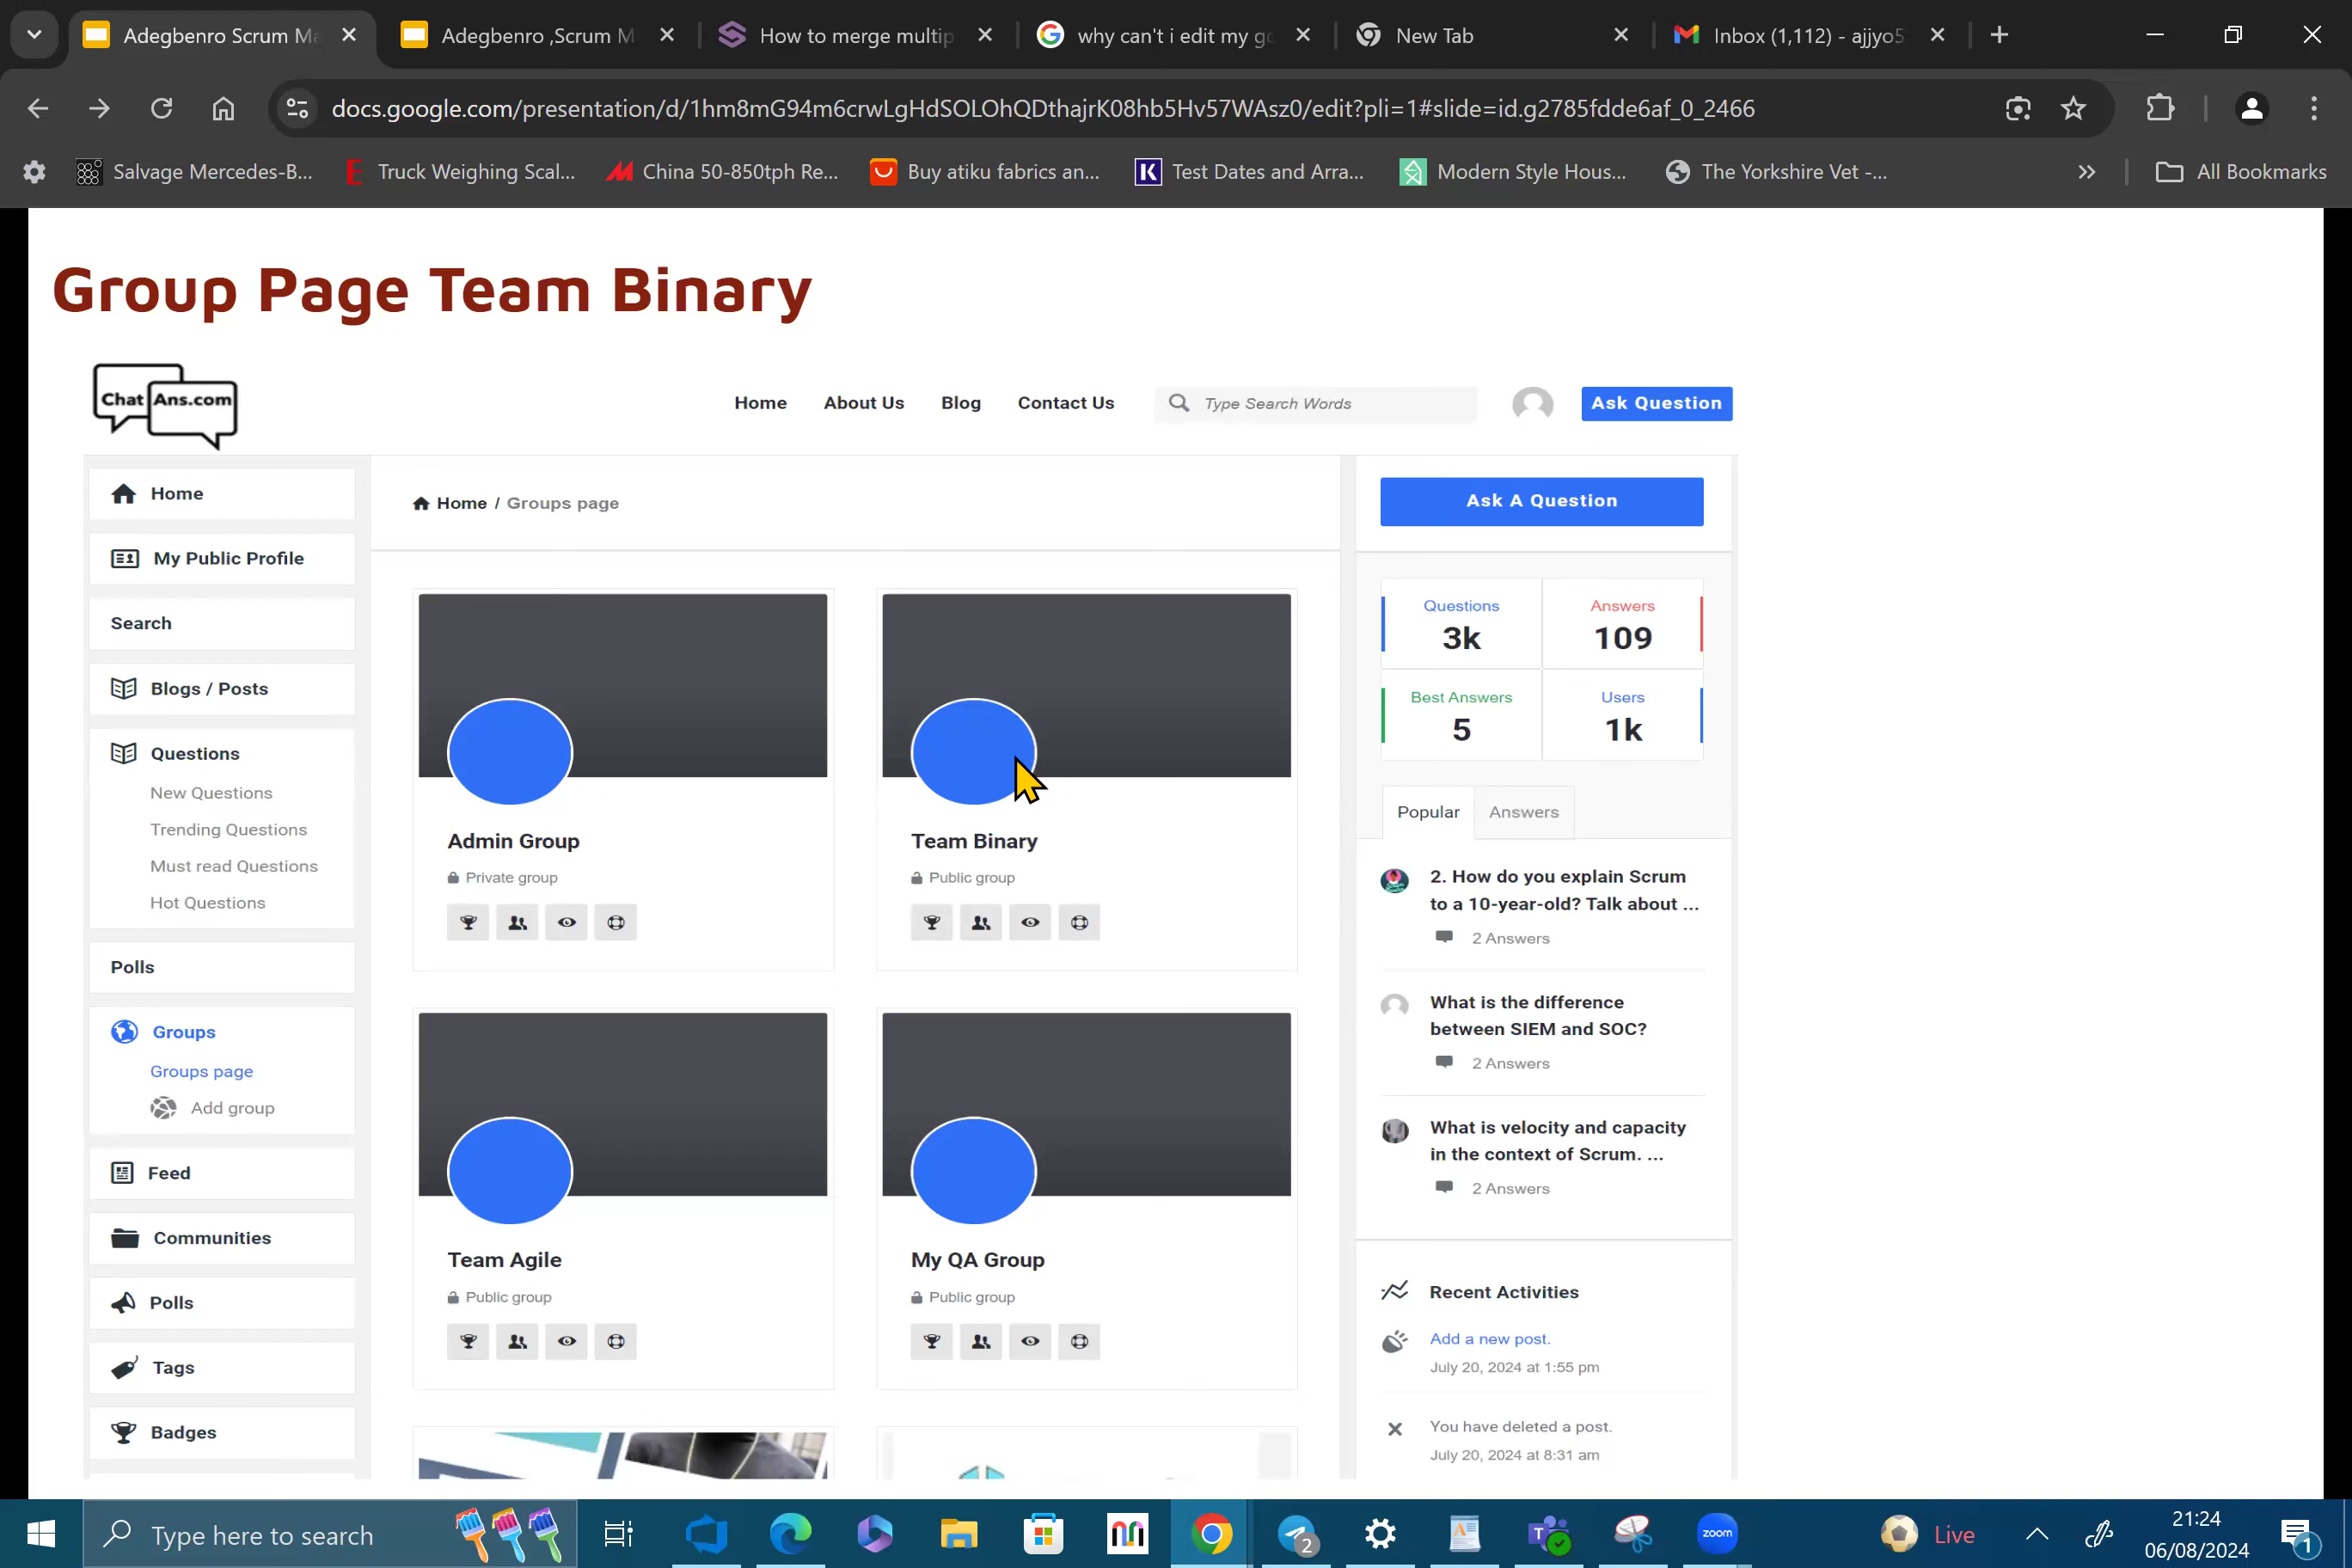 Adegbenro Scrum Ma
Adegbenro ,Scrum M
How to merge multip
why can't i edit my go
New Tab
Inbox (1,112) - ajjyo5
docs.google.com/presentation/d/1hm8mG94m6crwLgHdSOLOhQDthajrK08hb5Hv57WAsz0/edit?pli=1#slide=id.g2785fdde6af_0_2466
Salvage Mercedes-B...
Truck Weighing Scal...
China 50-850tph Re...
Buy atiku fabrics an...
Test Dates and Arra...
Modern Style Hous...
The Yorkshire Vet -...
All Bookmarks
Group Page Team Binary
Chat Ans.com
Home
About Us
Blog
Contact Us
Type Search Words
Ask Question
Home
My Public Profile
Search
Blogs / Posts
Questions
New Questions
Trending Questions
Must read Questions
Hot Questions
Polls
Groups
Groups page
Add group
Feed
Communities
Polls
Tags
Badges
Home / Groups page
Admin Group
Private group
Team Binary
Public group
Team Agile
Public group
My QA Group
Public group
Ask A Question
Questions
3k
Answers
109
Best Answers
5
Users
1k
Popular
Answers
2. How do you explain Scrum
to a 10-year-old? Talk about ...
2 Answers
What is the difference
between SIEM and SOC?
2 Answers
What is velocity and capacity
in the context of Scrum. ...
2 Answers
Recent Activities
Add a new post.
July 20, 2024 at 1:55 pm
You have deleted a post.
July 20, 2024 at 8:31 am
Type here to search
2
zoom
Live
21:24
06/08/2024
1